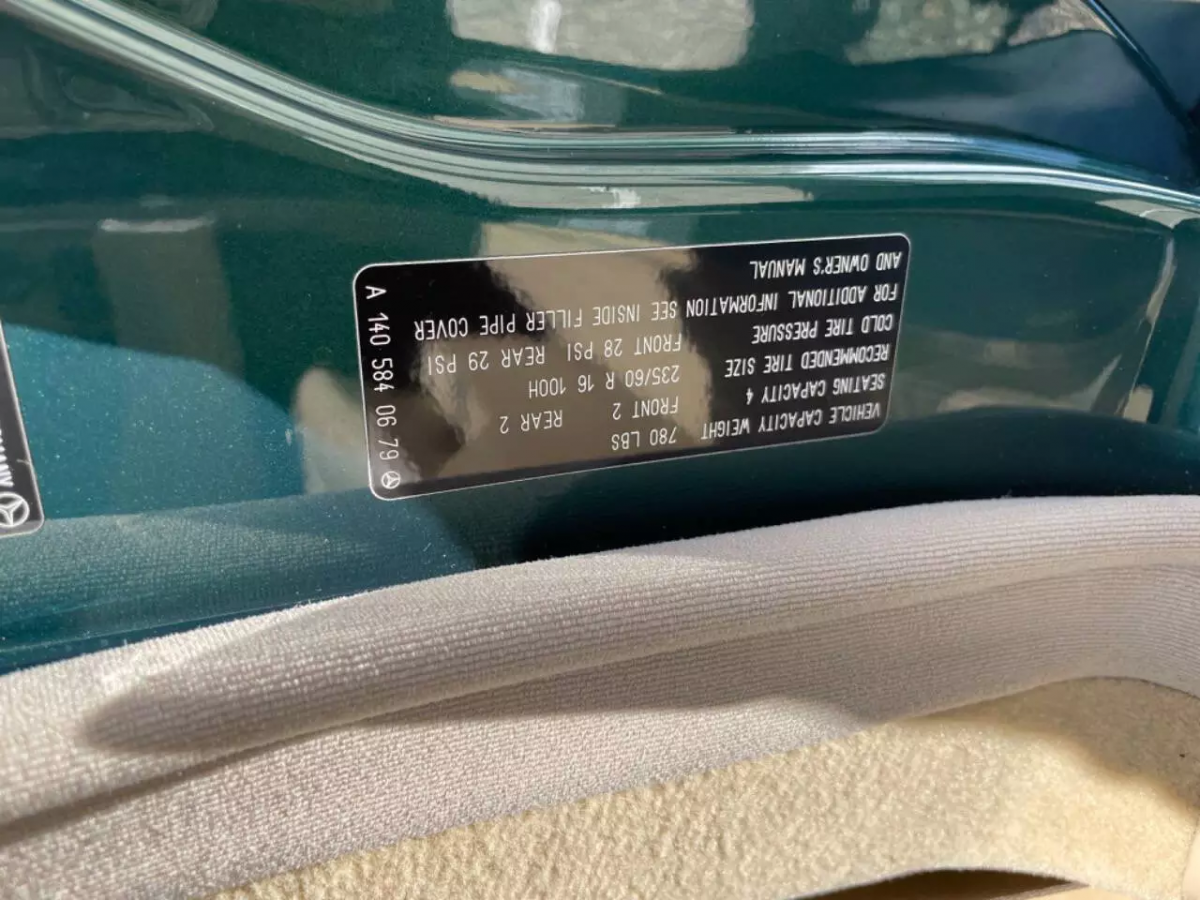 VEHICLE CAPACITY WEIGHT 780 LBS
SEATING CAPACITY 4 FRONT 2 REAR 2
RECOMMENDED TIRE SIZE 235/60 R 16 100H
COLD TIRE PRESSURE FRONT 28 PSI REAR 29 PSI
FOR ADDITIONAL INFORMATION SEE INSIDE FILLER PIPE COVER
AND OWNER'S MANUAL
A 140 584 06 79